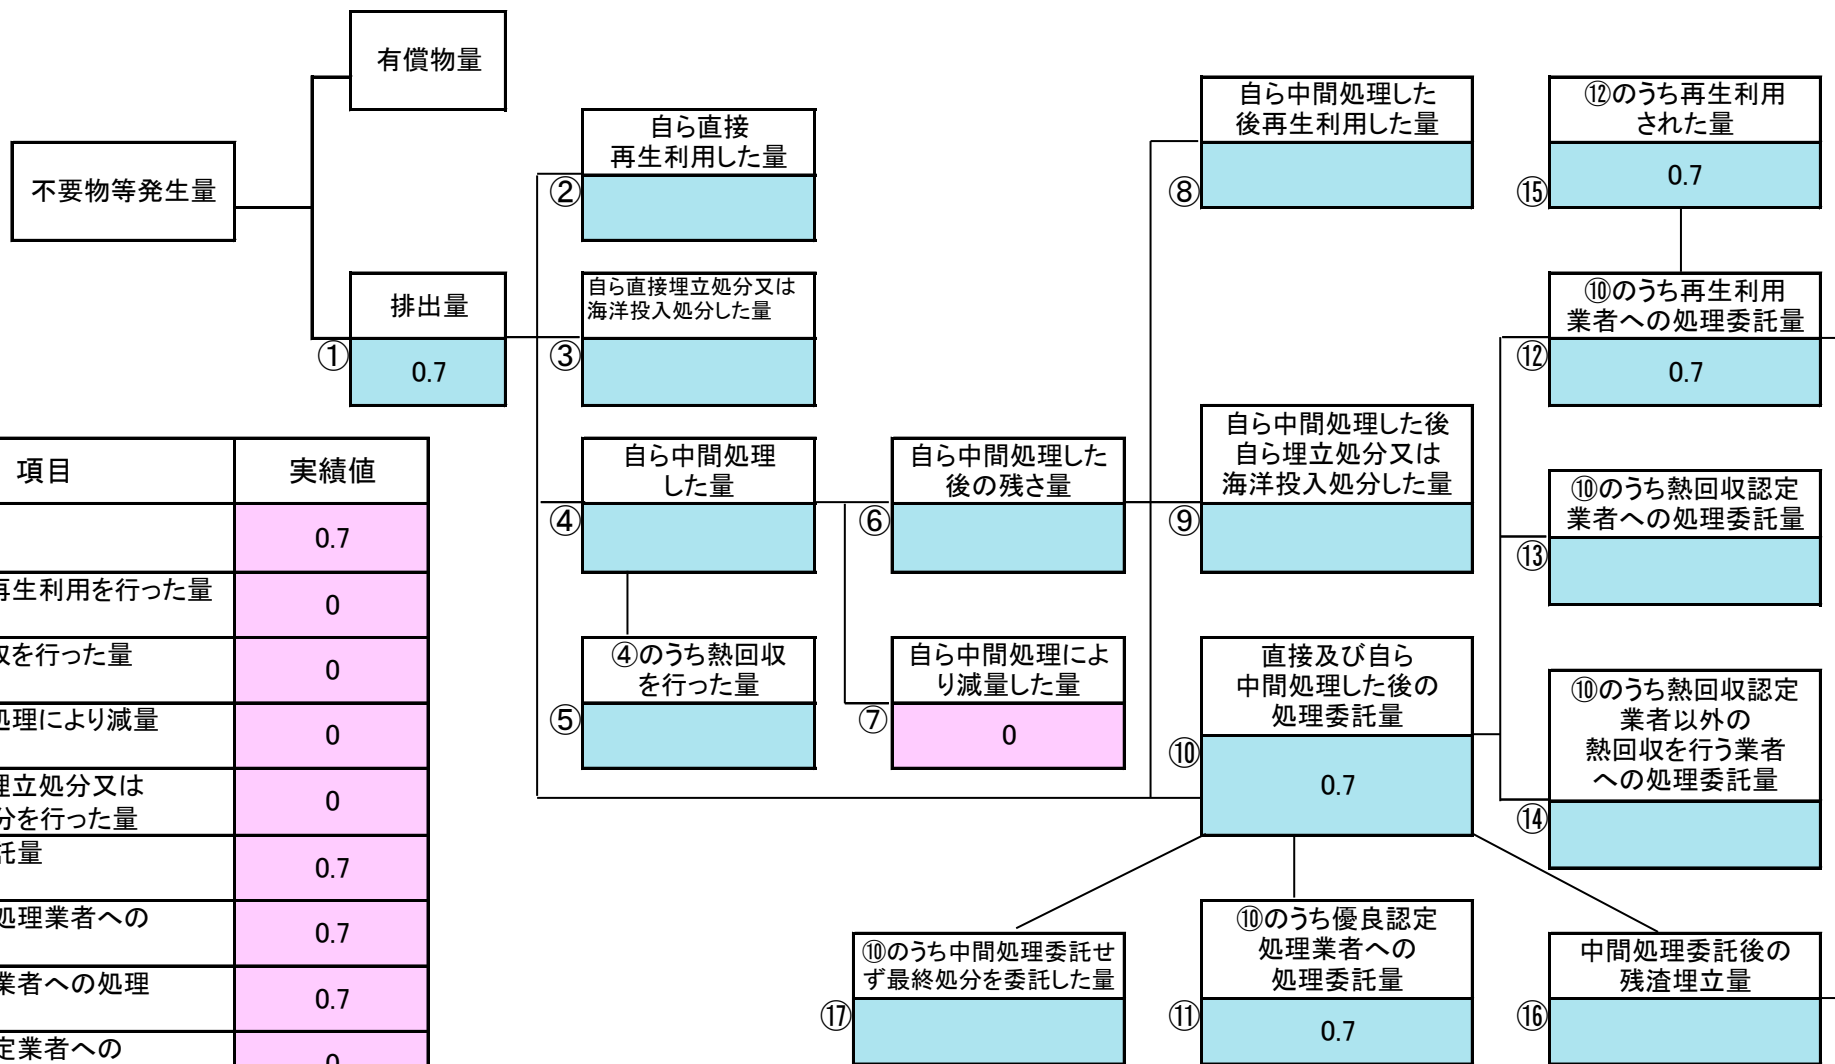 有償物量
不要物等発生量
排出量
①
0.7
自ら直接
再生利用した量
②
自ら直接埋立処分又は
海洋投入処分した量
③
自ら中間処理
した量
④
④のうち熱回収
を行った量
⑤
自ら中間処理した
後の残さ量
⑥
自ら中間処理によ
り減量した量
⑦
0
自ら中間処理した
後再生利用した量
⑧
自ら中間処理した後
自ら埋立処分又は
海洋投入処分した量
⑨
直接及び自ら
中間処理した後の
処理委託量
⑩
0.7
⑫のうち再生利用
された量
⑮
0.7
⑩のうち再生利用
業者への処理委託量
⑫
0.7
⑩のうち熱回収認定
業者への処理委託量
⑬
⑩のうち熱回収認定
業者以外の
熱回収を行う業者
への処理委託量
⑭
⑩のうち中間処理委託せ
ず最終処分を委託した量
⑰
⑩のうち優良認定
処理業者への
処理委託量
⑪
0.7
中間処理委託後の
残渣埋立量
⑯
項目 実績値
0.7
再生利用を行った量
0
を行った量
0
処理により減量
0
埋立処分又は
分を行った量
0
託量
0.7
処理業者への
0.7
業者への処理
0.7
定業者への
0